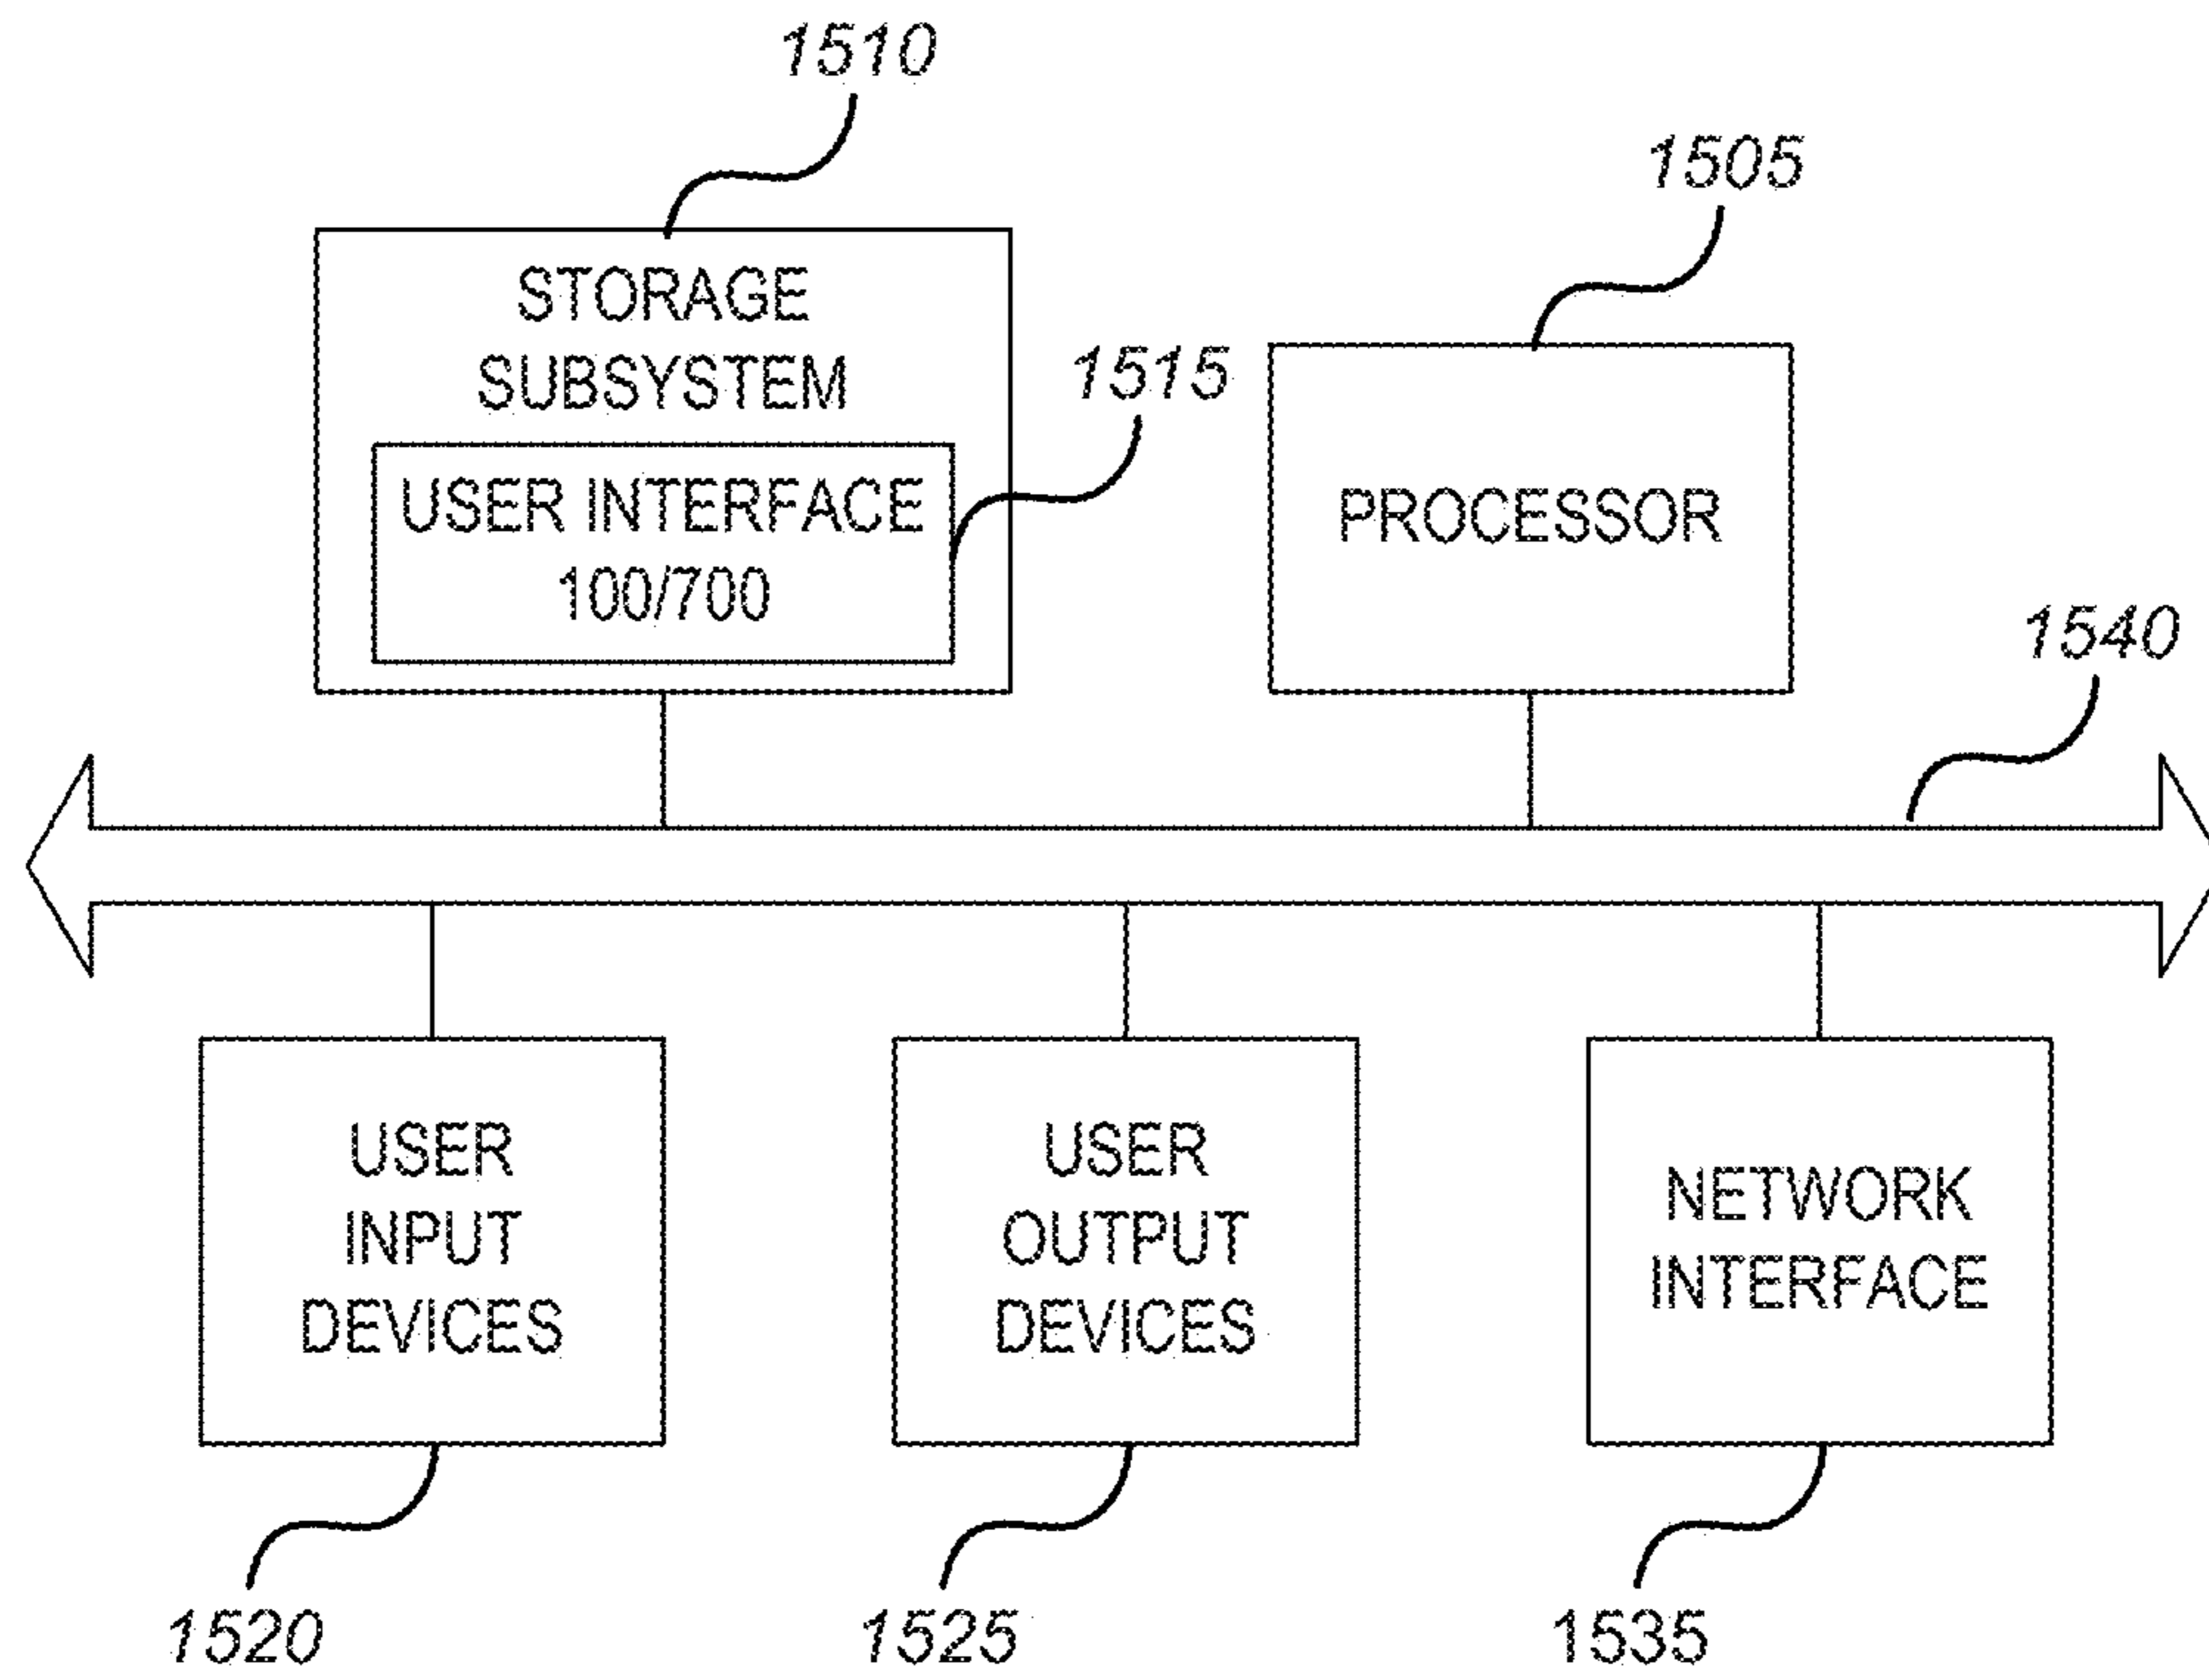 1510
1505
STORAGE
SUBSYSTEM
1515
USER INTERFACE
100/700
PROCESSOR
1540
USER
INPUT
DEVICES
USER
OUTPUT
DEVICES
NETWORK
INTERFACE
1520
1525
1535